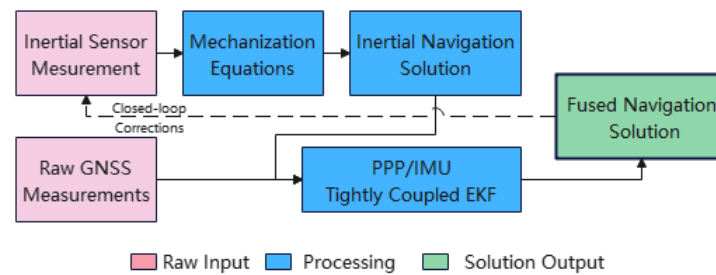 Inertial Sensor
Mesurement
Mechanization
Equations
Inertial Navigation
Solution
Closed-loop
Corrections
Fused Navigation
Solution
Raw GNSS
Measurements
PPP/IMU
Tightly Coupled EKF
Raw Input
Processing
Solution Output